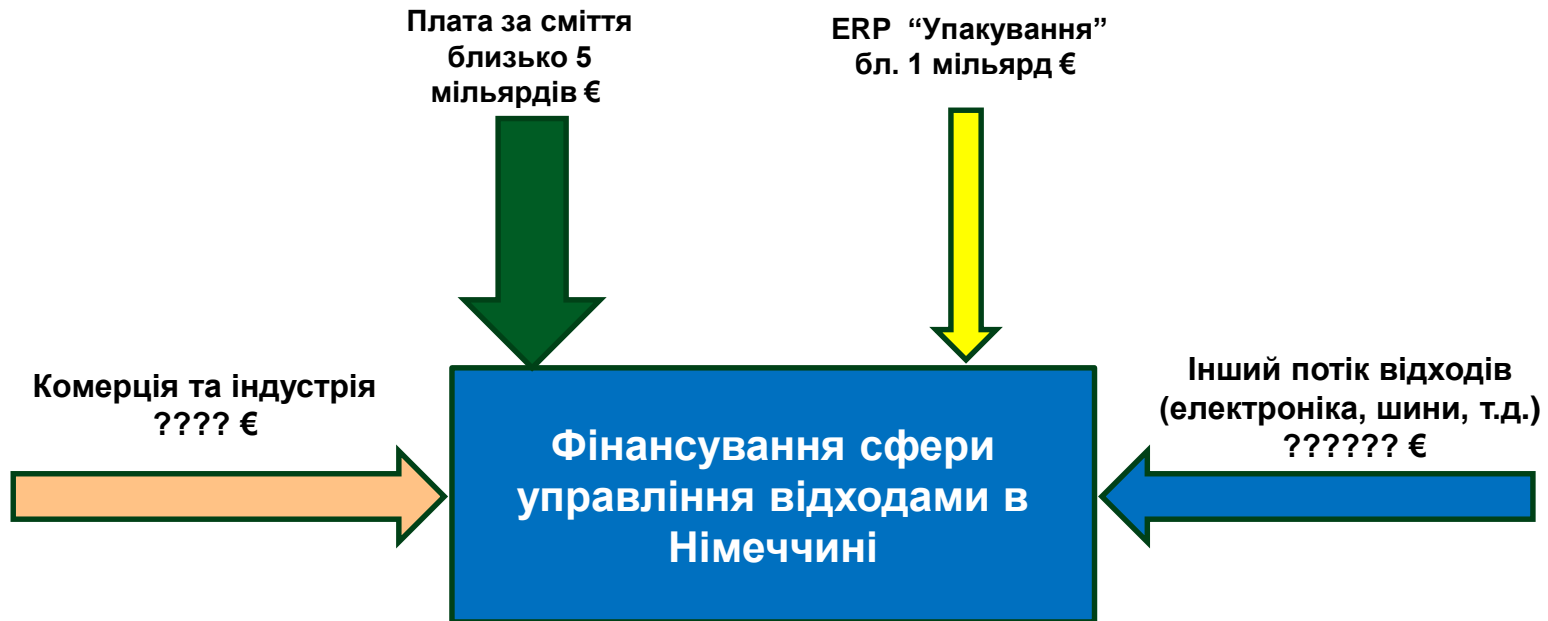 Плата за сміття
близько 5
мільярдів €
ERP “Упакування”
бл. 1 мільярд €
Комерція та індустрія
???? €
Інший потік відходів
(електроніка, шини, т.д.)
?????? €
Фінансування сфери
управління відходами в
Німеччині